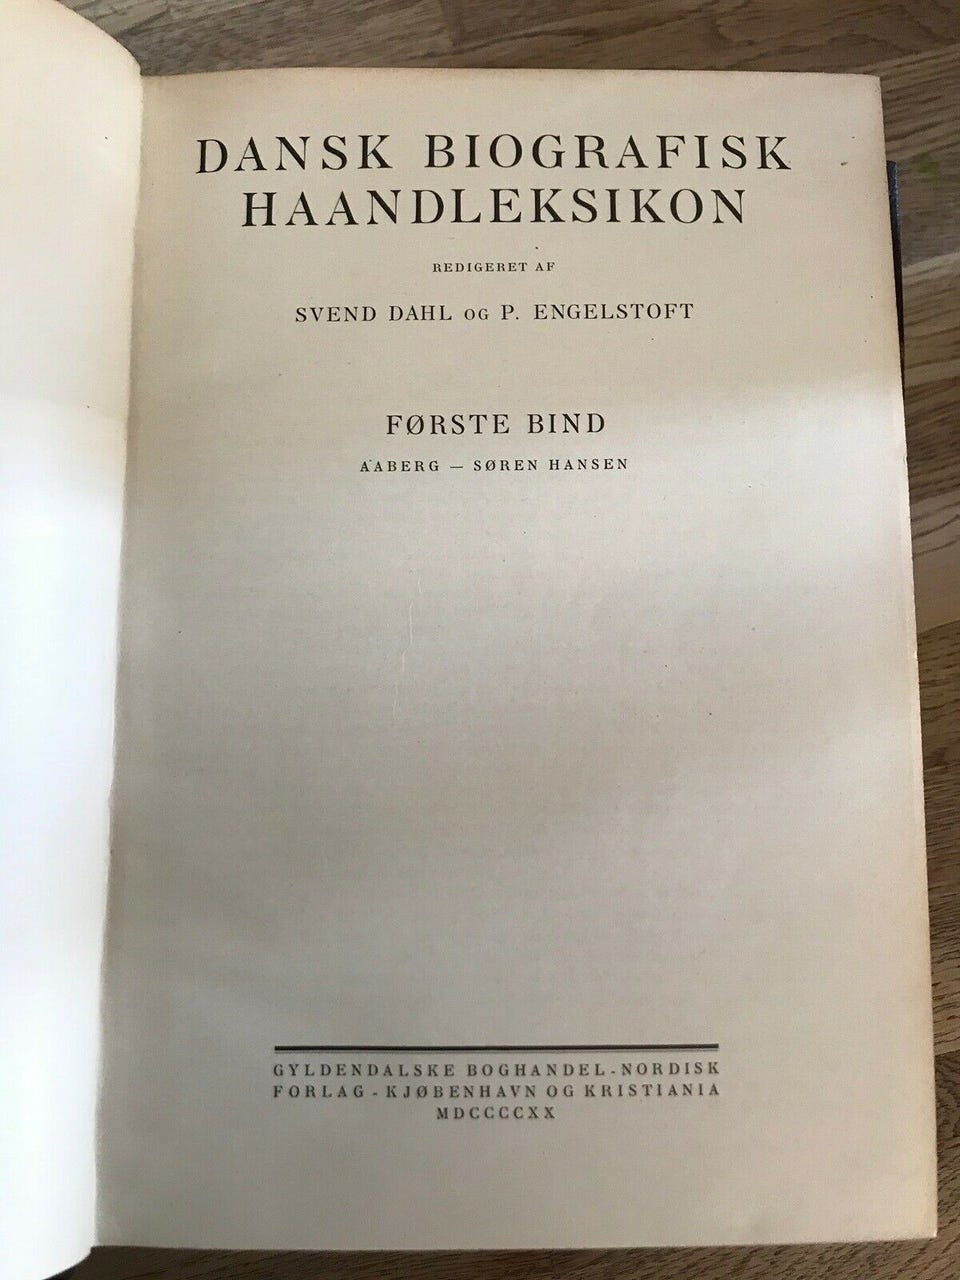 DANSK BIOGRAFISK
HAANDLEKSIKON
REDIGERET AF
SVEND DAHL OG P. ENGELSTOFT
FØRSTE BIND
AABERG — SØREN HANSEN
GYLDENDALSKE BOGHANDEL - NORDISK
FORLAG - KJØBENHAVN OG KRISTIANIA
MDCCCCXX